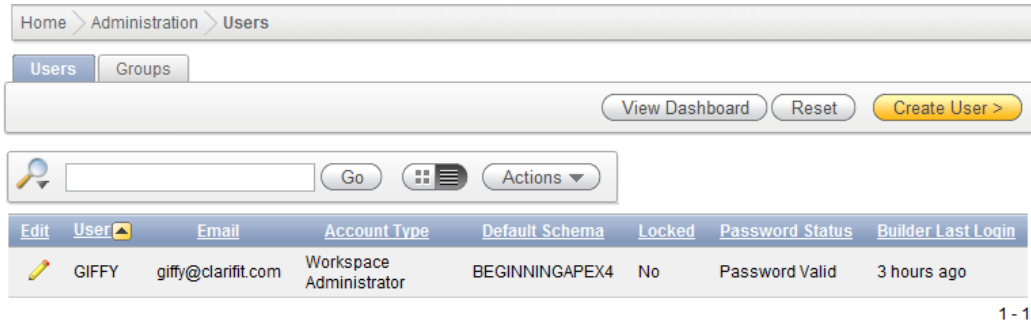 Home Administration Users
Users Groups
View Dashboard Reset Create User >
Go Actions
Edit User Email Account Type Default Schema Locked Password Status Builder Last Login
GIFFY giffy@clarifit.com Workspace Administrator BEGINNINGAPEX4 No Password Valid 3 hours ago
1 - 1